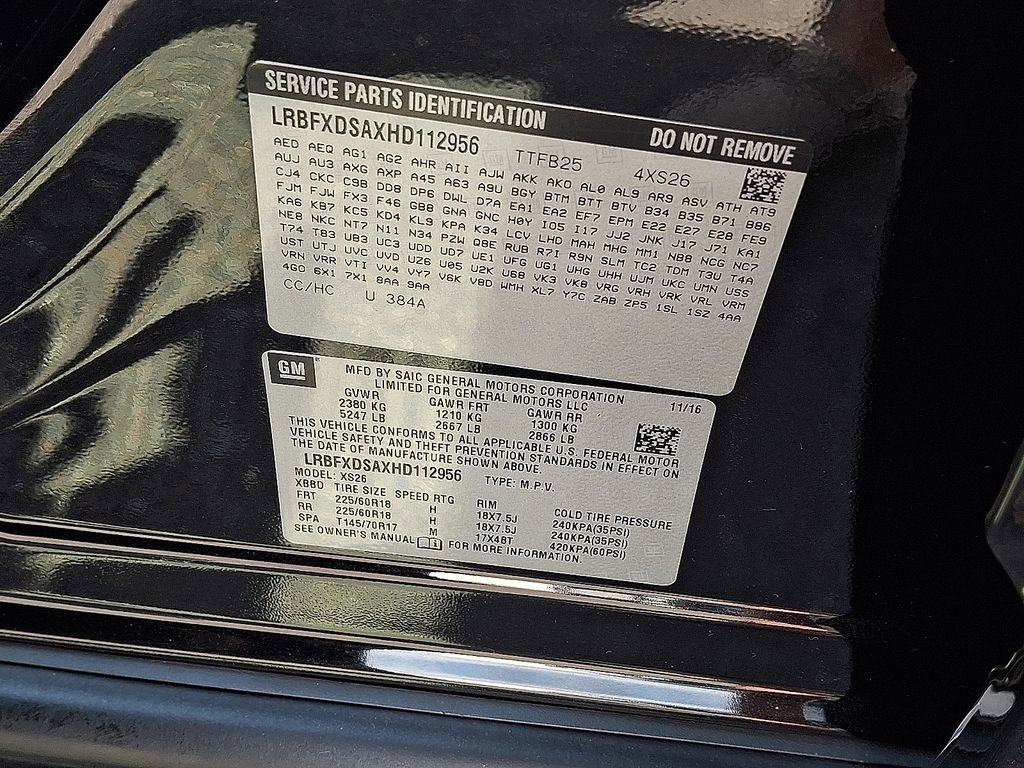 SERVICE PARTS IDENTIFICATION DO NOT REMOVE
LRBFXDSAXHD112956 TTFB25 4XS26
AED AEQ AG1 AG2 AHR AII AJW AKK AKO AL0 AL9 AR9 ASV ATH AT9
AUJ AU3 AXG AXP A45 A63 A9U BGY BTM BTT BTV B34 B35 B71 B86
CJ4 CKC C9B DD8 DP6 DWL D7A EA1 EA2 EF7 EPM E22 E27 E28 FE9
FJM FJW FX3 F46 GB8 GNA GNC H0Y IO5 I17 JJ2 JNK J17 J71 KA1
KA6 KB7 KC5 KD4 KL9 KPA K34 LCV LHD MAH MHG MM1 NB8 NCG NC7
NE8 NKC NT7 N11 N34 PZW Q8E RUB R7I R9N SLM TC2 TDM T3U T4A
T74 T83 UB3 UC3 UDD UD7 UE1 UFG UG1 UHG UHH UJM UKC UMN USS
UST UTJ UVC UVD UZ6 U05 U2K U68 VK3 VK8 VRG VRH VRK VRL VRM
VRN VRR VTI VV4 VY7 V6K V8D WMH XL7 Y7C ZAB ZP5 1SL 1SZ 4AA
4GO 6X1 7X1 8AA 9AA
CC/HC U 384A
GM
MFD BY SAIC GENERAL MOTORS CORPORATION
LIMITED FOR GENERAL MOTORS LLC 11/16
GVWR GAWR FRT GAWR RR
2380 KG 1210 KG 1300 KG
5247 LB 2667 LB 2866 LB
THIS VEHICLE CONFORMS TO ALL APPLICABLE U.S. FEDERAL MOTOR
VEHICLE SAFETY AND THEFT PREVENTION STANDARDS IN EFFECT ON
THE DATE OF MANUFACTURE SHOWN ABOVE.
LRBFXDSAXHD112956 TYPE: M.P.V.
MODEL: XS26
XBBD TIRE SIZE SPEED RTG RIM COLD TIRE PRESSURE
FRT 225/60R18 H 18X7.5J 240KPA(35PSI)
RR 225/60R18 H 18X7.5J 240KPA(35PSI)
SPA T145/70R17 M 17X4BT 420KPA(60PSI)
SEE OWNER'S MANUAL FOR MORE INFORMATION.